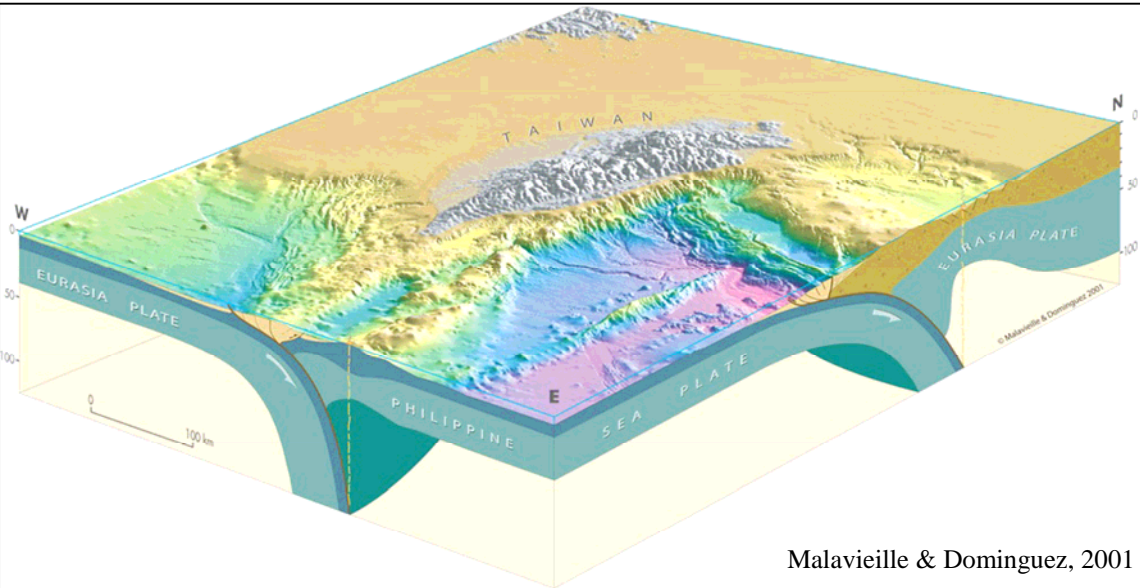 TAIWAN
N
0
50
100
W
0
50
100
EURASIA PLATE
EURASIA PLATE
© Malavieille & Dominguez 2001
E
PHILIPPINE
SEA PLATE
0
100 km
Malavieille & Dominguez, 2001